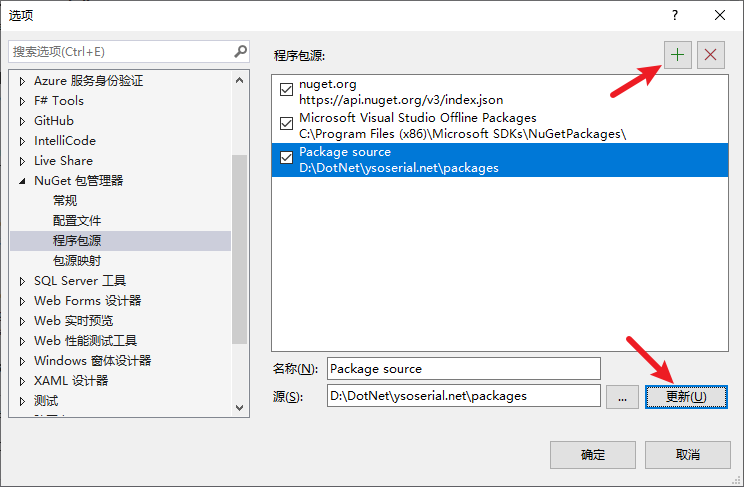 选项
?
搜索选项(Ctrl+E)
Azure 服务身份验证
F# Tools
GitHub
IntelliCode
Live Share
NuGet 包管理器
常规
配置文件
程序包源
包源映射
SQL Server 工具
Web Forms 设计器
Web 实时预览
Web 性能测试工具
Windows 窗体设计器
XAML 设计器
测试
程序包源:
nuget.org
https://api.nuget.org/v3/index.json
Microsoft Visual Studio Offline Packages
C:\Program Files (x86)\Microsoft SDKs\NuGetPackages\
Package source
D:\DotNet\ysoserial.net\packages
名称(N): Package source
源(S): D:\DotNet\ysoserial.net\packages ... 更新(U)
确定 取消